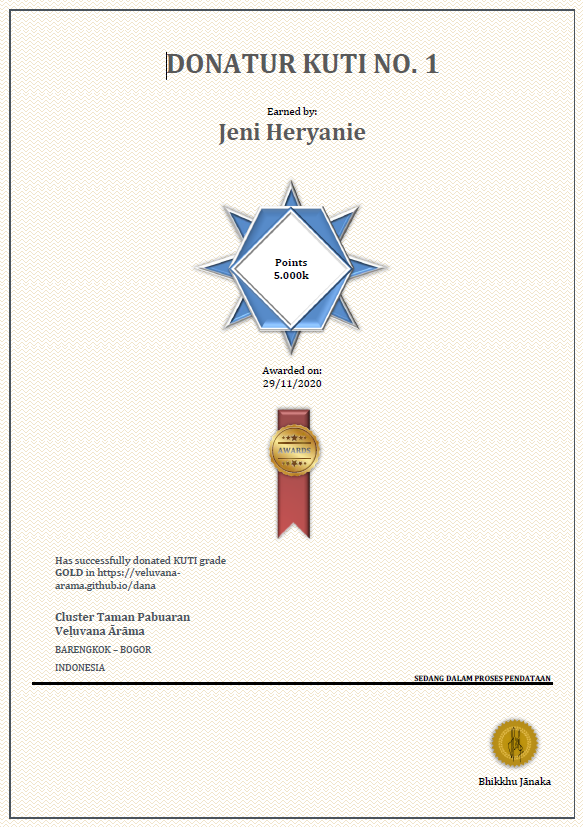 DONATUR KUTI NO. 1
Earned by:
Jeni Heryanie
Points
5.000k
Awarded on:
29/11/2020
AWARDS
Has successfully donated KUTI grade
GOLD in https://veluvana-
arama.github.io/dana
Cluster Taman Pabuaran
Veḷuvana Ārāma
BARENGKOK – BOGOR
INDONESIA
SEDANG DALAM PROSES PENDATAAN
Bhikkhu Jānaka